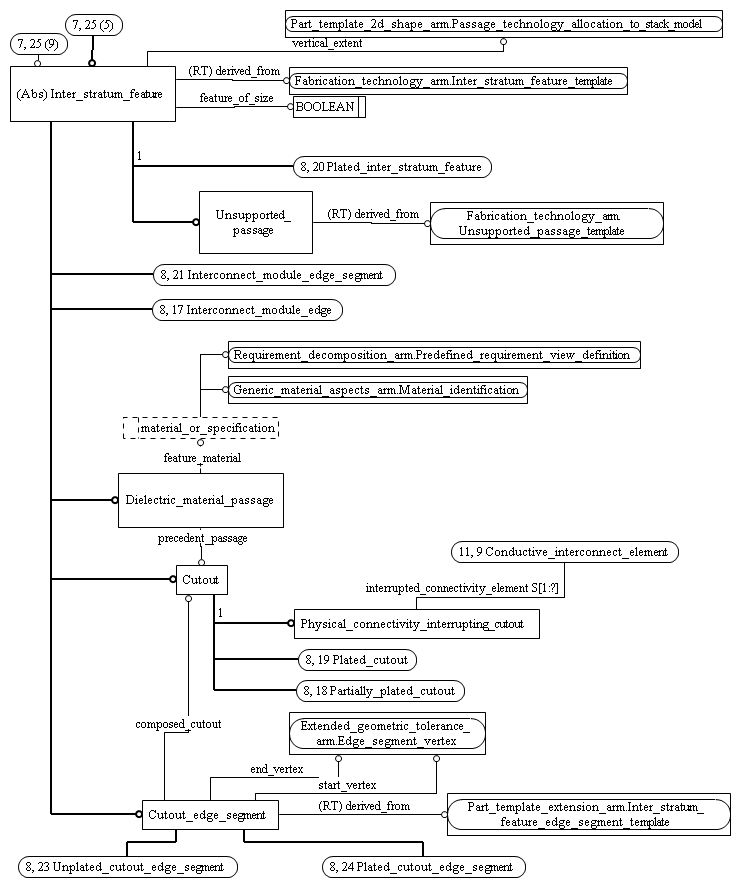 Part_template_2d_shape_arm.Passage_technology_allocation_to_stack_model
7, 25 (5)
7, 25 (9)
vertical_extent
(RT) derived_from
Fabrication_technology_arm.Inter_stratum_feature_template
(Abs) Inter_stratum_feature
feature_of_size
BOOLEAN
1
8, 20 Plated_inter_stratum_feature
Unsupported_
passage
(RT) derived_from
Fabrication_technology_arm.
Unsupported_passage_template
8, 21 Interconnect_module_edge_segment
8, 17 Interconnect_module_edge
Requirement_decomposition_arm.Predefined_requirement_view_definition
Generic_material_aspects_arm.Material_identification
material_or_specification
feature_material
Dielectric_material_passage
precedent_passage
11, 9 Conductive_interconnect_element
Cutout
interrupted_connectivity_element S[1:?]
1
Physical_connectivity_interrupting_cutout
8, 19 Plated_cutout
8, 18 Partially_plated_cutout
composed_cutout
Extended_geometric_tolerance_
arm.Edge_segment_vertex
end_vertex
start_vertex
(RT) derived_from
Cutout_edge_segment
Part_template_extension_arm.Inter_stratum_
feature_edge_segment_template
8, 23 Unplated_cutout_edge_segment
8, 24 Plated_cutout_edge_segment